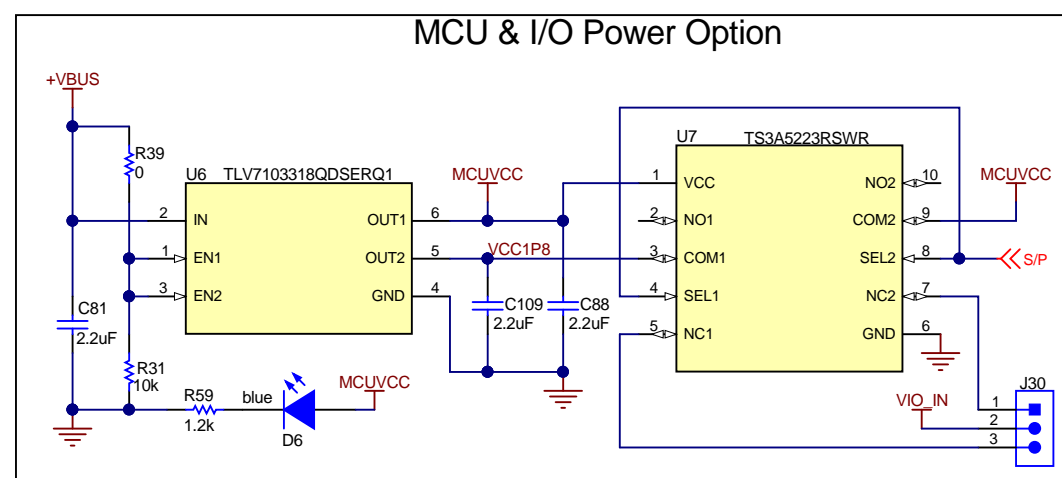 MCU & I/O Power Option
+VBUS
R39
0
U6
TLV7103318QDSERQ1
2
IN
1
EN1
3
EN2
OUT1
6
OUT2
5
GND
4
MCUVCC
VCC1P8
C81
2.2uF
R31
10k
R59
1.2k
blue
D6
MCUVCC
C109
2.2uF
C88
2.2uF
U7
TS3A5223RSWR
1
VCC
2
NO1
3
COM1
4
SEL1
5
NC1
NO2
10
COM2
9
SEL2
8
NC2
7
GND
6
MCUVCC
S/P
J30
VIO_IN
1
2
3